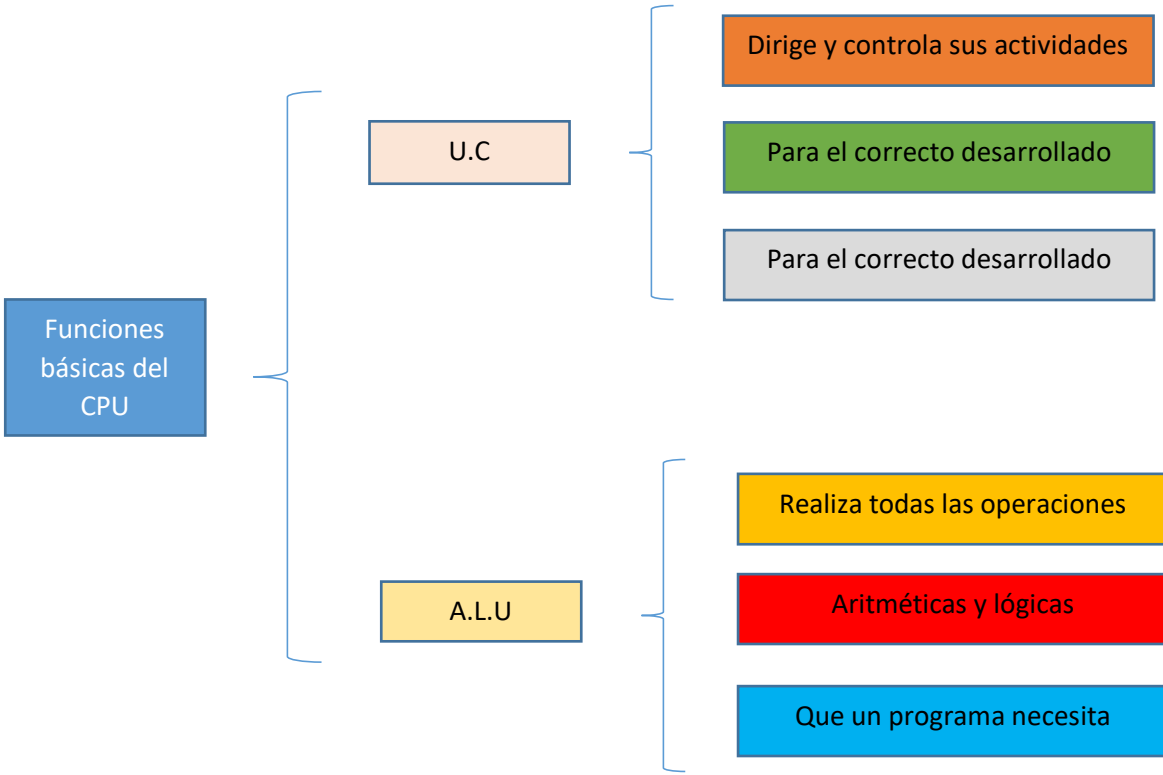 Funciones
básicas del
CPU
U.C
Dirige y controla sus actividades
Para el correcto desarrollado
Para el correcto desarrollado
A.L.U
Realiza todas las operaciones
Aritméticas y lógicas
Que un programa necesita